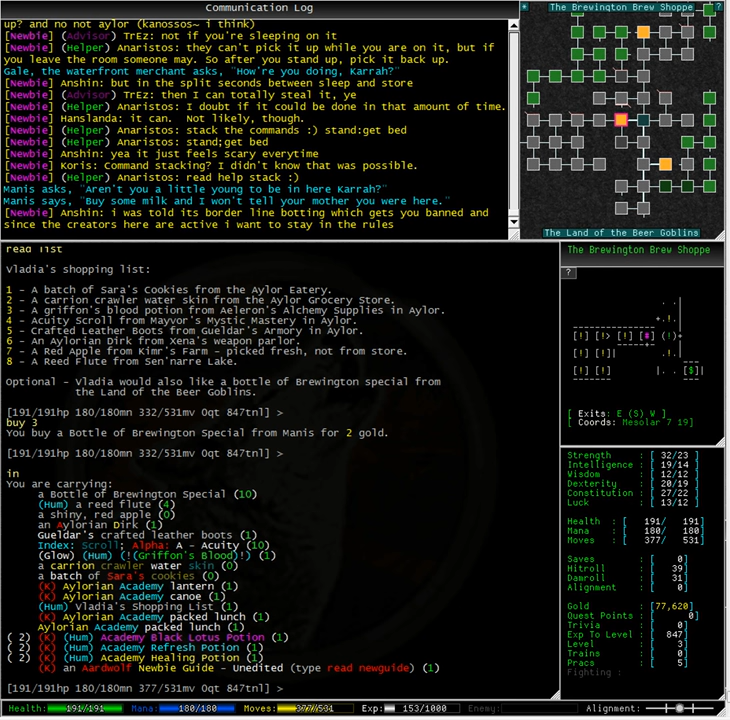 Communication Log
up? and no not aylor (kanossos~ i think)
[Newbie] (Advisor) TrEz: not if you're sleeping on it
[Newbie] (Helper) Anaristos: they can't pick it up while you are on it, but if
you leave the room someone may. So after you stand up, pick it back up.
Gale, the waterfront merchant asks, "How're you doing, Karrah?"
[Newbie] Anshin: but in the split seconds between sleep and store
[Newbie] (Advisor) TrEz: then I can totally steal it, ye
[Newbie] (Helper) Anaristos: I doubt if it could be done in that amount of time.
[Newbie] Hanslanda: it can.  Not likely, though.
[Newbie] (Helper) Anaristos: stack the commands :) stand:get bed
[Newbie] (Helper) Anaristos: stand;get bed
[Newbie] Anshin: yea it just feels scary everytime
[Newbie] Koris: Command stacking? I didn't know that was possible.
[Newbie] (Helper) Anaristos: read help stack :)
Manis asks, "Aren't you a little young to be in here Karrah?"
Manis says, "Buy some milk and I won't tell your mother you were here."
[Newbie] Anshin: i was told its border line botting which gets you banned and
since the creators here are active i want to stay in the rules
The Brewington Brew Shoppe
?
The Land of the Beer Goblins
read list
Vladia's shopping list:
1 - A batch of Sara's Cookies from the Aylor Eatery.
2 - A carrion crawler water skin from the Aylor Grocery Store.
3 - A griffon's blood potion from Aeleron's Alchemy Supplies in Aylor.
4 - Acuity Scroll from Mayvor's Mystic Mastery in Aylor.
5 - Crafted Leather Boots from Gueldar's Armory in Aylor.
6 - An Aylorian Dirk from Xena's weapon parlor.
7 - A Red Apple from Kimr's Farm - picked fresh, not from store.
8 - A Reed Flute from Sen'narre Lake.
Optional - Vladia would also like a bottle of Brewington special from
the Land of the Beer Goblins.
[191/191hp 180/180mn 332/531mv 0qt 847tnl] >
buy 3
You buy a Bottle of Brewington Special from Manis for 2 gold.
[191/191hp 180/180mn 332/531mv 0qt 847tnl] >
in
You are carrying:
a Bottle of Brewington Special (10)
(Hum) a reed flute (4)
a shiny, red apple (0)
an Aylorian Dirk (1)
Gueldar's crafted leather boots (1)
Index: Scroll; Alpha: A - Acuity (10)
(Glow) (Hum) (!(Griffon's Blood)!) (1)
a carrion crawler water skin (0)
a batch of Sara's cookies (0)
(K) Aylorian Academy lantern (1)
(K) Aylorian Academy canoe (1)
(Hum) Vladia's Shopping List (1)
(K) Aylorian Academy packed lunch (1)
Aylorian Academy packed lunch (1)
( 2) (K) (Hum) Academy Black Lotus Potion (1)
( 2) (K) (Hum) Academy Refresh Potion (1)
( 2) (K) (Hum) Academy Healing Potion (1)
(K) an Aardwolf Newbie Guide - Unedited (type read newguide) (1)
[191/191hp 180/180mn 377/531mv 0qt 847tnl] >
The Brewington Brew Shoppe
?
[ Exits: E (S) W ]
[ Coords: Mesolar 7 19]
Strength : [ 32/23 ]
Intelligence : [ 19/14 ]
Wisdom : [ 12/12 ]
Dexterity : [ 20/19 ]
Constitution : [ 27/22 ]
Luck : [ 13/12 ]
Health : [ 191/ 191]
Mana : [ 180/ 180]
Moves : [ 377/ 531]
Saves : [ 0]
Hitroll : [ 39]
Damroll : [ 31]
Alignment : [ 0]
Gold : [77,620]
Quest Points : [ 0]
Trivia : [ 0]
Exp To Level : [ 847]
Level : [ 3]
Trains : [ 0]
Pracs : [ 5]
Fighting :
Health: 191/191 Mana: 180/180 Moves: 377/531 Exp: 153/1000 Enemy: Alignment: